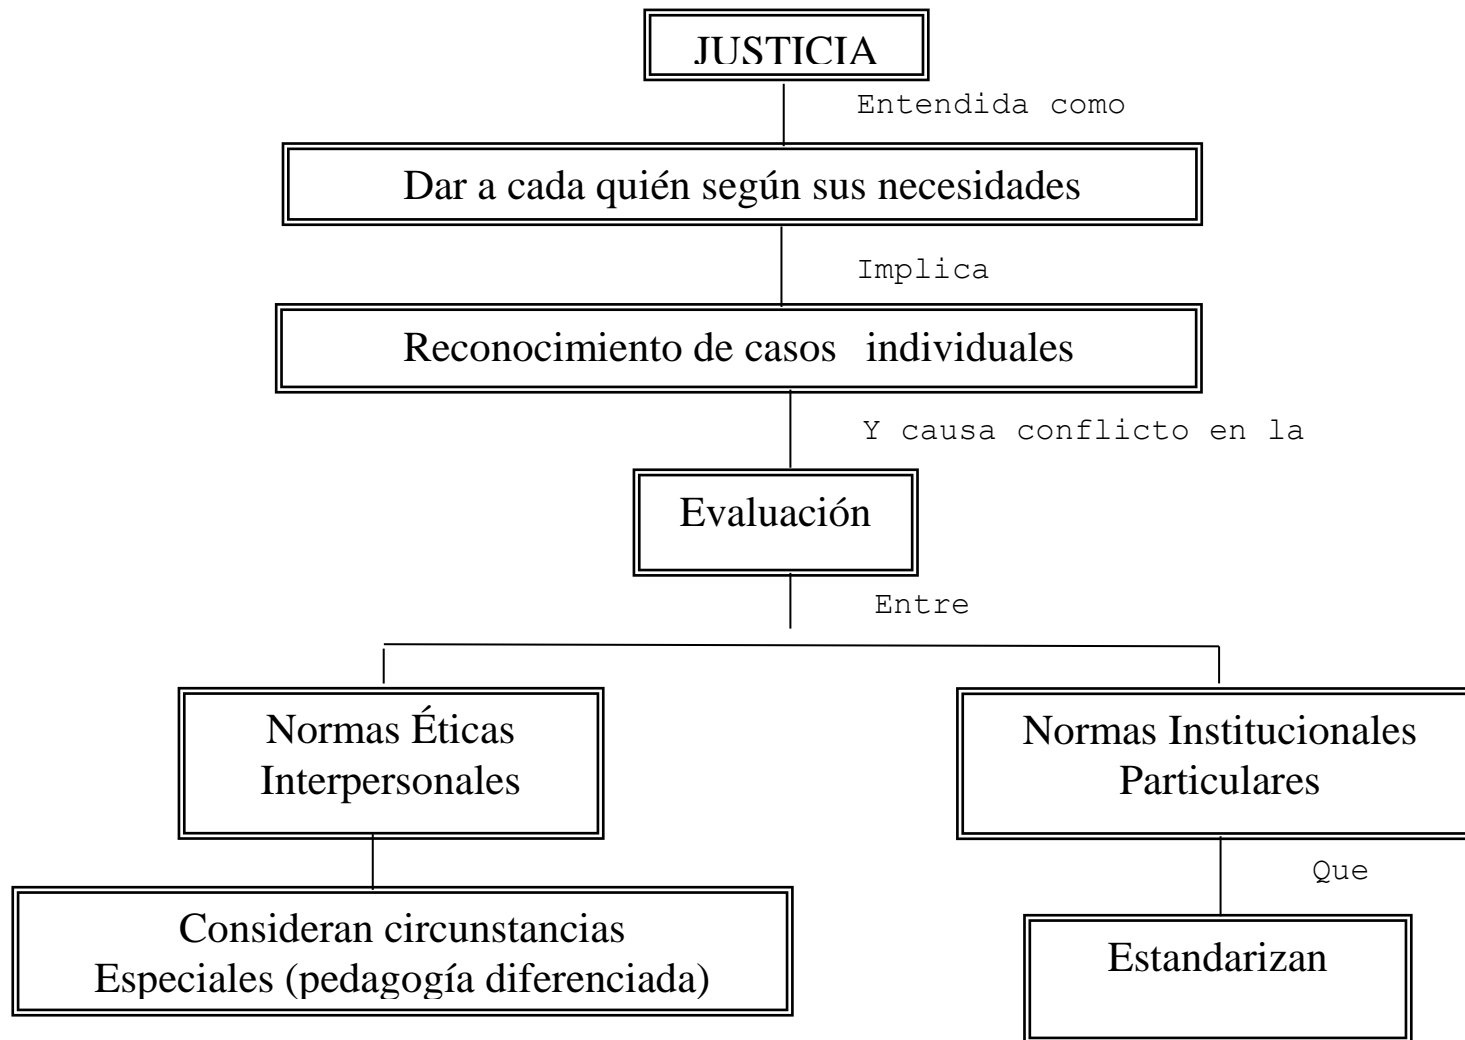 JUSTICIA
Entendida como
Dar a cada quién según sus necesidades
Implica
Reconocimiento de casos individuales
Y causa conflicto en la
Evaluación
Entre
Normas Éticas
Interpersonales
Normas Institucionales
Particulares
Que
Consideran circunstancias
Especiales (pedagogía diferenciada)
Estandarizan